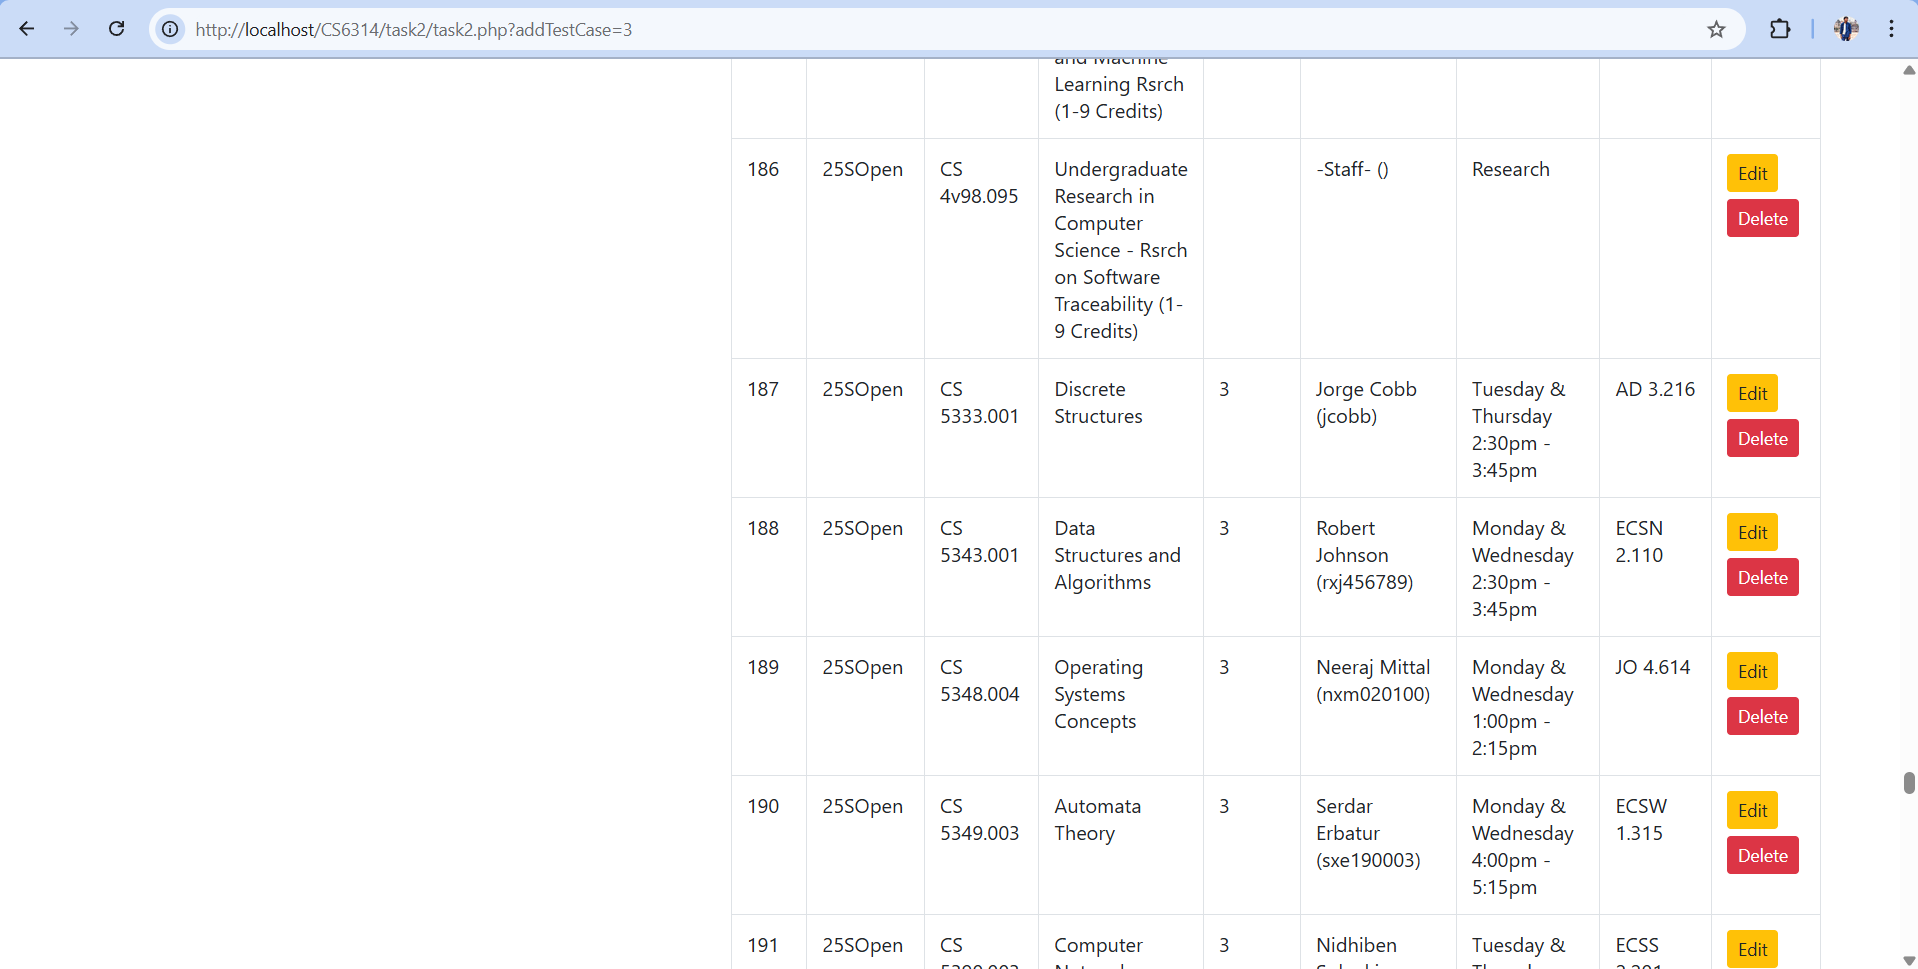 http://localhost/CS6314/task2/task2.php?addTestCase=3
and Machine
Learning Rsrch
(1-9 Credits)
186
25SOpen
CS
4v98.095
Undergraduate
Research in
Computer
Science - Rsrch
on Software
Traceability (1-
9 Credits)
-Staff- ()
Research
Edit
Delete
187
25SOpen
CS
5333.001
Discrete
Structures
3
Jorge Cobb
(jcobb)
Tuesday &
Thursday
2:30pm -
3:45pm
AD 3.216
Edit
Delete
188
25SOpen
CS
5343.001
Data
Structures and
Algorithms
3
Robert
Johnson
(rxj456789)
Monday &
Wednesday
2:30pm -
3:45pm
ECSN
2.110
Edit
Delete
189
25SOpen
CS
5348.004
Operating
Systems
Concepts
3
Neeraj Mittal
(nxm020100)
Monday &
Wednesday
1:00pm -
2:15pm
JO 4.614
Edit
Delete
190
25SOpen
CS
5349.003
Automata
Theory
3
Serdar
Erbatur
(sxe190003)
Monday &
Wednesday
4:00pm -
5:15pm
ECSW
1.315
Edit
Delete
191
25SOpen
CS
Computer
3
Nidhiben
Tuesday &
ECSS
Edit